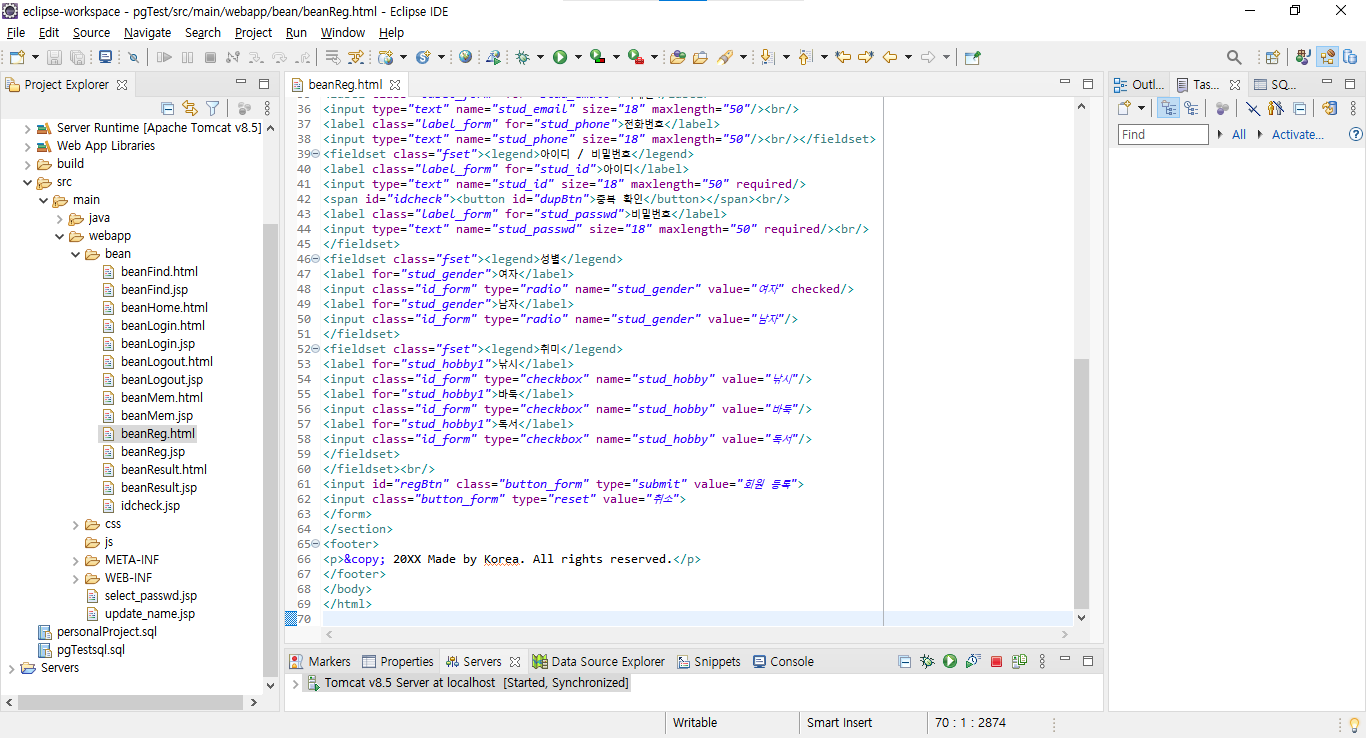 eclipse-workspace - pgTest/src/main/webapp/bean/beanReg.html - Eclipse IDE
File Edit Source Navigate Search Project Run Window Help
Project Explorer
Server Runtime [Apache Tomcat v8.5]
Web App Libraries
build
src
main
java
webapp
bean
beanFind.html
beanFind.jsp
beanHome.html
beanLogin.html
beanLogin.jsp
beanLogout.html
beanLogout.jsp
beanMem.html
beanMem.jsp
beanReg.html
beanReg.jsp
beanResult.html
beanResult.jsp
idcheck.jsp
css
js
META-INF
WEB-INF
select_passwd.jsp
update_name.jsp
personalProject.sql
pgTestsql.sql
Servers
beanReg.html
36 <input type="text" name="stud_email" size="18" maxlength="50"/><br/>
37 <label class="label_form" for="stud_phone">전화번호</label>
38 <input type="text" name="stud_phone" size="18" maxlength="50"/><br/></fieldset>
39 <fieldset class="fset"><legend>아이디 / 비밀번호</legend>
40 <label class="label_form" for="stud_id">아이디</label>
41 <input type="text" name="stud_id" size="18" maxlength="50" required/>
42 <span id="idcheck"><button id="dupBtn">중복 확인</button></span><br/>
43 <label class="label_form" for="stud_passwd">비밀번호</label>
44 <input type="text" name="stud_passwd" size="18" maxlength="50" required/><br/>
45 </fieldset>
46 <fieldset class="fset"><legend>성별</legend>
47 <label for="stud_gender">여자</label>
48 <input class="id_form" type="radio" name="stud_gender" value="여자" checked/>
49 <label for="stud_gender">남자</label>
50 <input class="id_form" type="radio" name="stud_gender" value="남자"/>
51 </fieldset>
52 <fieldset class="fset"><legend>취미</legend>
53 <label for="stud_hobby1">낚시</label>
54 <input class="id_form" type="checkbox" name="stud_hobby" value="낚시"/>
55 <label for="stud_hobby1">바둑</label>
56 <input class="id_form" type="checkbox" name="stud_hobby" value="바둑"/>
57 <label for="stud_hobby1">독서</label>
58 <input class="id_form" type="checkbox" name="stud_hobby" value="독서"/>
59 </fieldset>
60 </fieldset><br/>
61 <input id="regBtn" class="button_form" type="submit" value="회원 등록">
62 <input class="button_form" type="reset" value="취소">
63 </form>
64 </section>
65 <footer>
66 <p>&copy; 20XX Made by Korea. All rights reserved.</p>
67 </footer>
68 </body>
69 </html>
70
Outl... Tas... SQ...
Find All Activate...
Markers Properties Servers Data Source Explorer Snippets Console
Tomcat v8.5 Server at localhost [Started, Synchronized]
Writable Smart Insert 70 : 1 : 2874